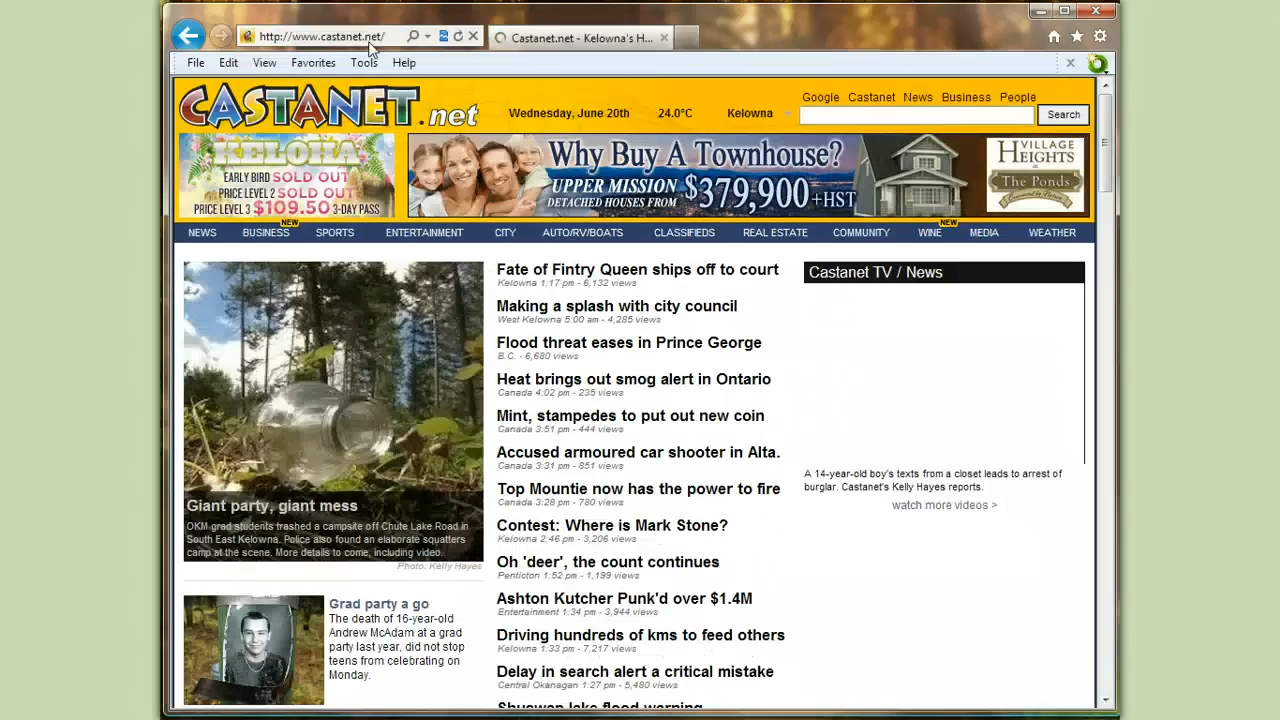 http://www.castanet.net/
Castanet.net - Kelowna's H...
File Edit View Favorites Tools Help
CASTANET.net
Wednesday, June 20th 24.0°C Kelowna
Google Castanet News Business People
Search
KELOHA
EARLY BIRD SOLD OUT
PRICE LEVEL 2 SOLD OUT
PRICE LEVEL 3 $109.50 3-DAY PASS
Why Buy A Townhouse?
UPPER MISSION
DETACHED HOUSES FROM $379,900+HST
VILLAGE
HEIGHTS
at
The Ponds
NEWS BUSINESS NEW SPORTS ENTERTAINMENT CITY AUTO/RV/BOATS CLASSIFIEDS REAL ESTATE COMMUNITY WINE NEW MEDIA WEATHER
Giant party, giant mess
OKM grad students trashed a campsite off Chute Lake Road in
South East Kelowna. Police also found an elaborate squatters
camp at the scene. More details to come, including video.
Photo: Kelly Hayes
Grad party a go
The death of 16-year-old
Andrew McAdam at a grad
party last year, did not stop
teens from celebrating on
Monday.
Fate of Fintry Queen ships off to court
Kelowna 1:17 pm - 6,132 views
Making a splash with city council
West Kelowna 5:00 am - 4,285 views
Flood threat eases in Prince George
B.C. - 6,680 views
Heat brings out smog alert in Ontario
Canada 4:02 pm - 235 views
Mint, stampedes to put out new coin
Canada 3:51 pm - 444 views
Accused armoured car shooter in Alta.
Canada 3:31 pm - 851 views
Top Mountie now has the power to fire
Canada 3:28 pm - 780 views
Contest: Where is Mark Stone?
Kelowna 2:46 pm - 3,206 views
Oh 'deer', the count continues
Penticton 1:52 pm - 1,199 views
Ashton Kutcher Punk'd over $1.4M
Entertainment 1:34 pm - 3,944 views
Driving hundreds of kms to feed others
Kelowna 1:33 pm - 7,217 views
Delay in search alert a critical mistake
Central Okanagan 1:27 pm - 5,480 views
Shuswap lake flood warning
Castanet TV / News
A 14-year-old boy's texts from a closet leads to arrest of
burglar. Castanet's Kelly Hayes reports.
watch more videos >